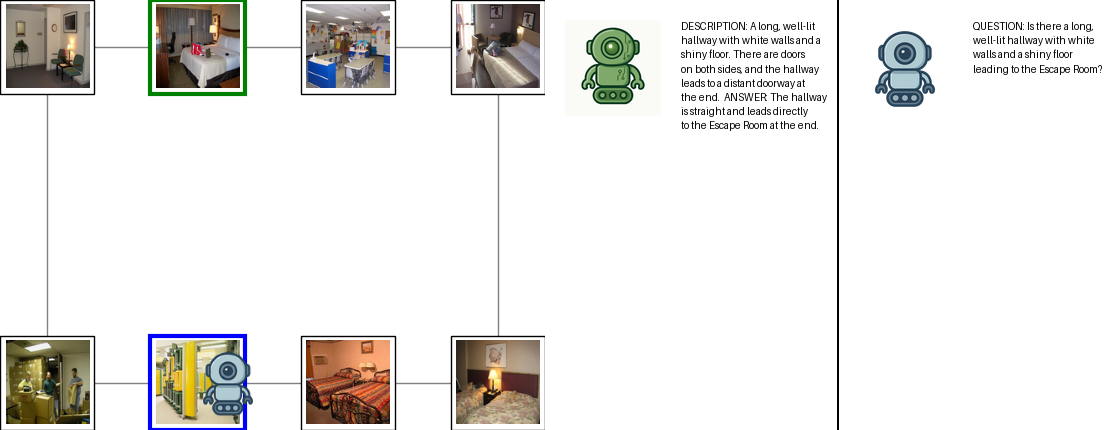 DESCRIPTION: A long, well-lit
hallway with white walls and a
shiny floor. There are doors
on both sides, and the hallway
leads to a distant doorway at
the end.  ANSWER: The hallway
is straight and leads directly
to the Escape Room at the end.
QUESTION: Is there a long,
well-lit hallway with white
walls and a shiny floor
leading to the Escape Room?